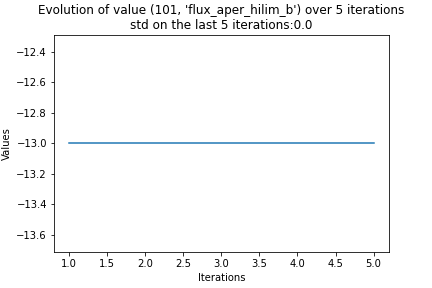 Evolution of value (101, 'flux_aper_hilim_b') over 5 iterations
std on the last 5 iterations:0.0
−12.4
−12.6
−12.8
−13.0
−13.2
−13.4
−13.6
Values
1.0 1.5 2.0 2.5 3.0 3.5 4.0 4.5 5.0
Iterations